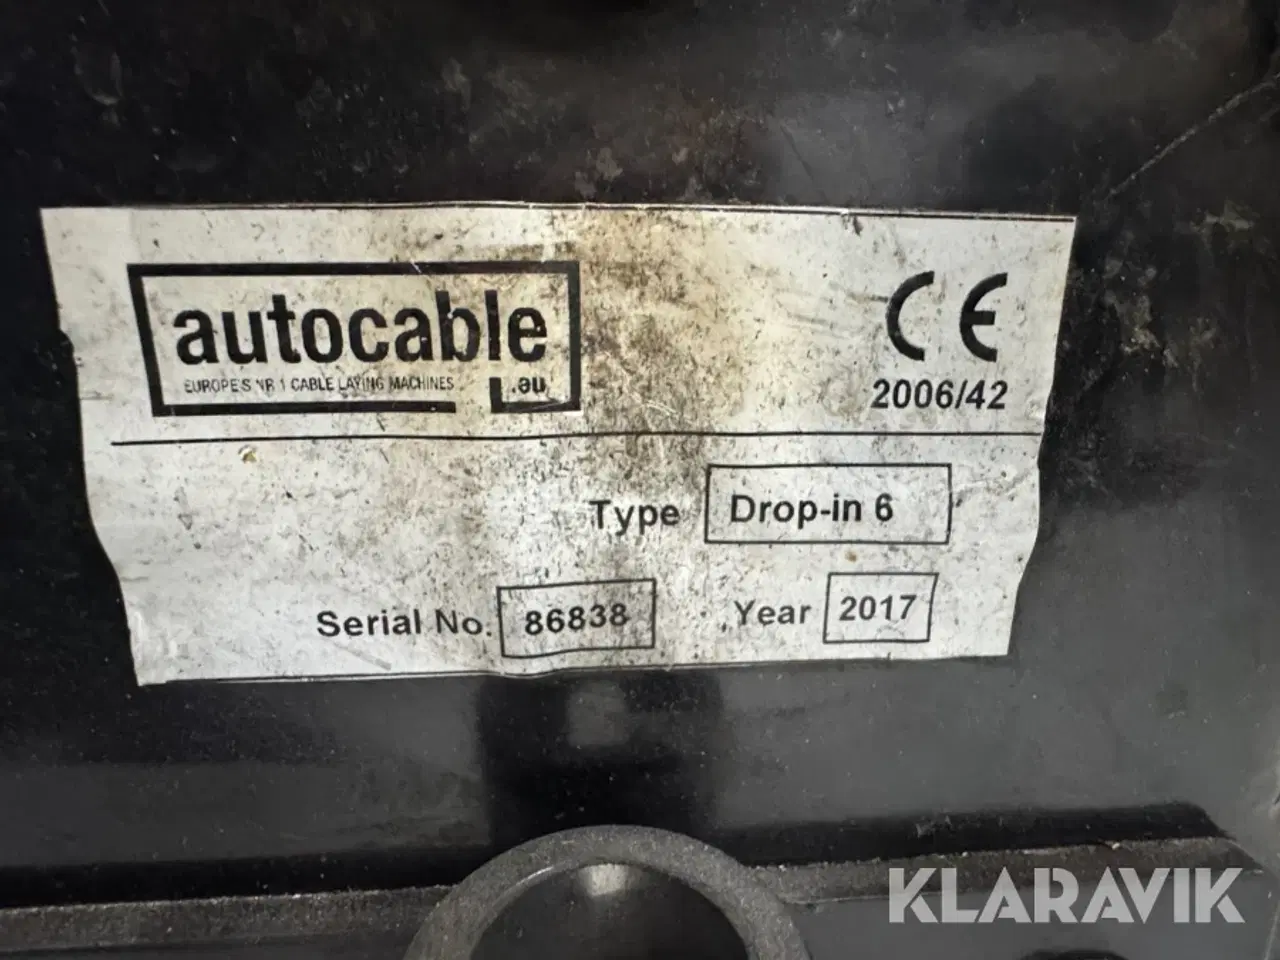 autocable
EUROPE'S NR 1 CABLE LAYING MACHINES .eu
CE
2006/42
Type Drop-in 6
Serial No. 86838 Year 2017
KLARAVIK